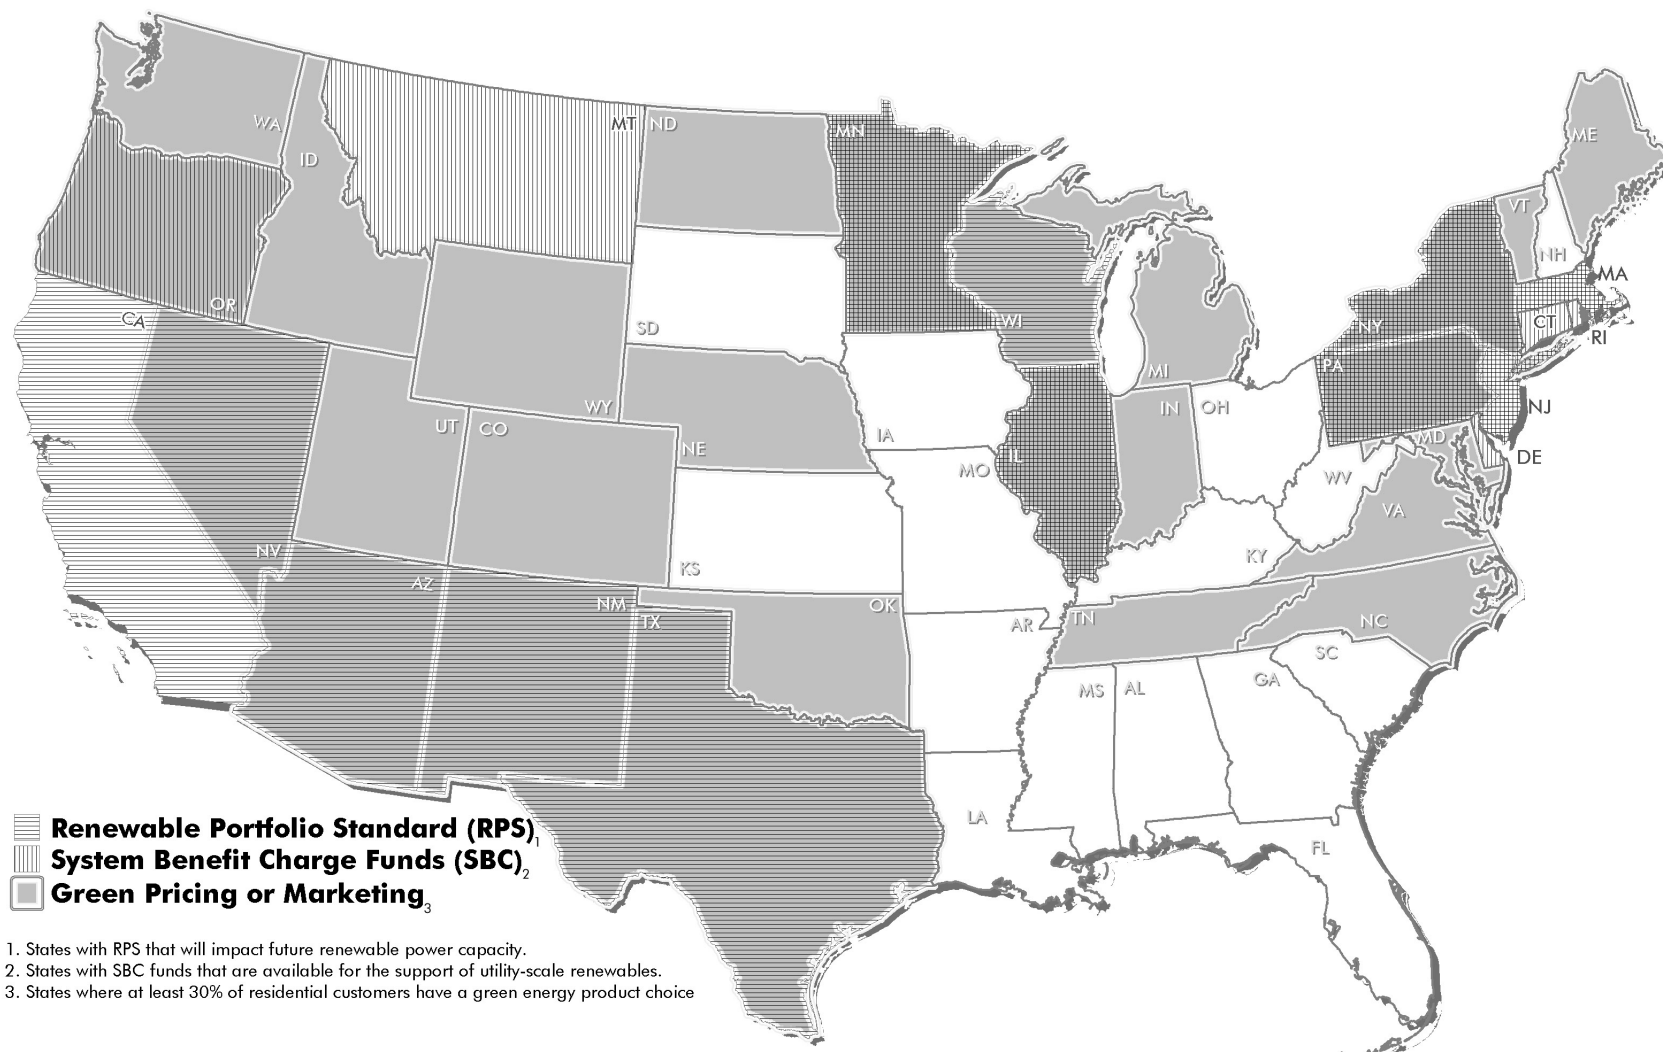 WA
MT ND
MN
ME
ID
VT
NH
MA
OR
CA
SD
WI
NY
CT
RI
PA
MI
WY
IN OH
NJ
UT CO
IA
MD
NE
MO
IL
DE
WV
VA
NV
KS
KY
AZ
NM
OK
TX
AR
TN
NC
SC
MS AL
GA
LA
FL
Renewable Portfolio Standard (RPS)1
System Benefit Charge Funds (SBC)2
Green Pricing or Marketing3
1. States with RPS that will impact future renewable power capacity.
2. States with SBC funds that are available for the support of utility-scale renewables.
3. States where at least 30% of residential customers have a green energy product choice